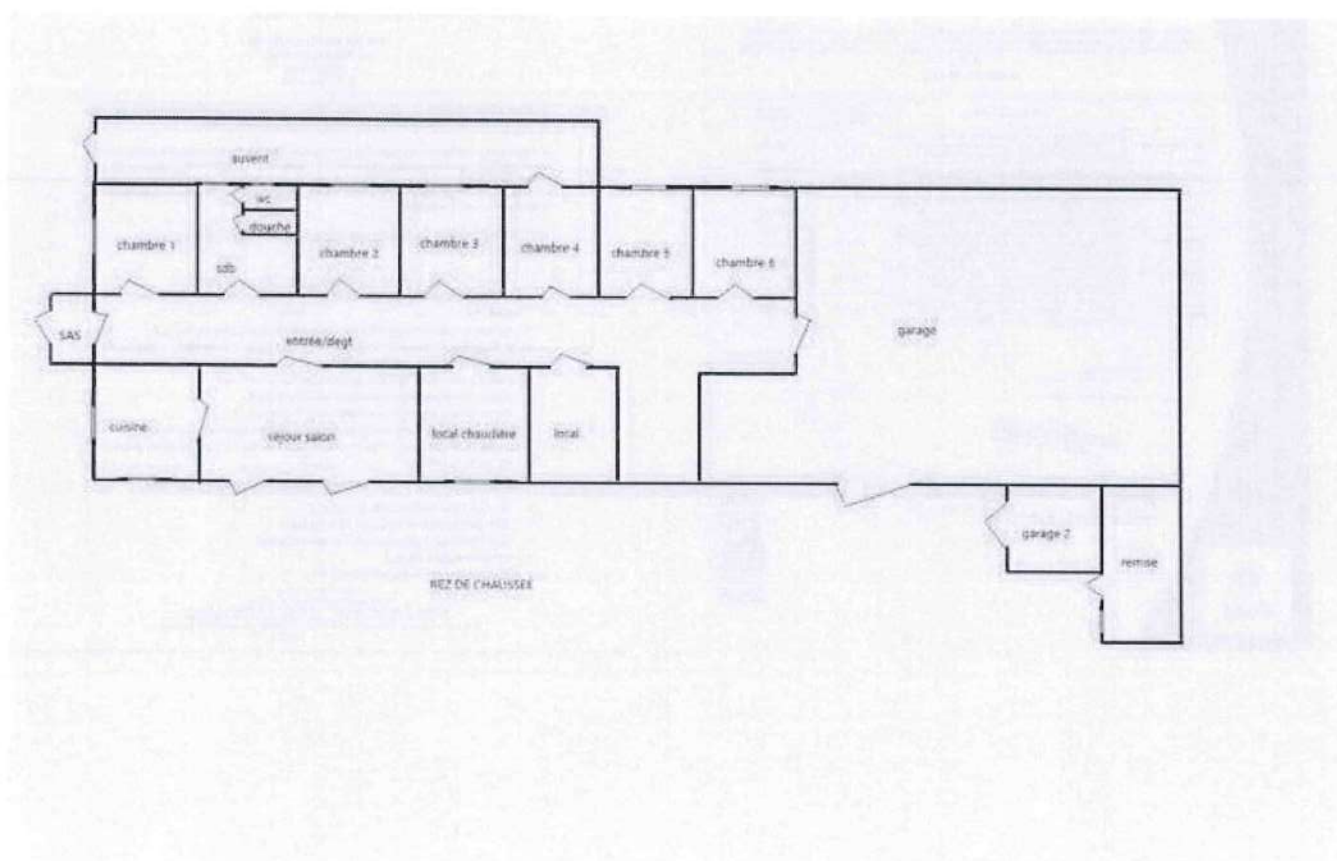 auvent
wc
douche
chambre 1
sdb
chambre 2
chambre 3
chambre 4
chambre 5
chambre 6
SAS
entrée/degt
garage
cuisine
séjour salon
local chaudière
local
garage 2
remise
REZ DE CHAUSSEE